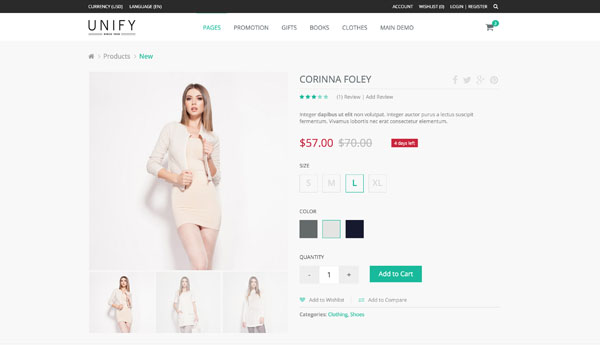 CURRENCY (USD) LANGUAGE (EN) ACCOUNT WISHLIST (0) LOGIN | REGISTER
UNIFY
PAGES PROMOTION GIFTS BOOKS CLOTHES MAIN DEMO
Products New
CORINNA FOLEY
(1) Review | Add Review
Integer dapibus ut elit non volutpat. Integer auctor purus a lectus suscipit
fermentum. Vivamus lobortis nec erat consectetur elementum.
$57.00 $70.00 4 days left
SIZE
S M L XL
COLOR
QUANTITY
- 1 + Add to Cart
Add to Wishlist Add to Compare
Categories: Clothing, Shoes